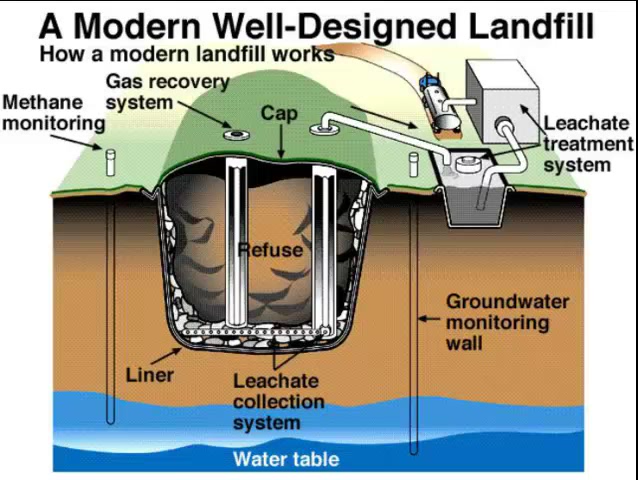 A Modern Well-Designed Landfill
How a modern landfill works
Gas recovery
system
Methane
monitoring
Cap
Leachate
treatment
system
Refuse
Groundwater
monitoring
wall
Liner
Leachate
collection
system
Water table